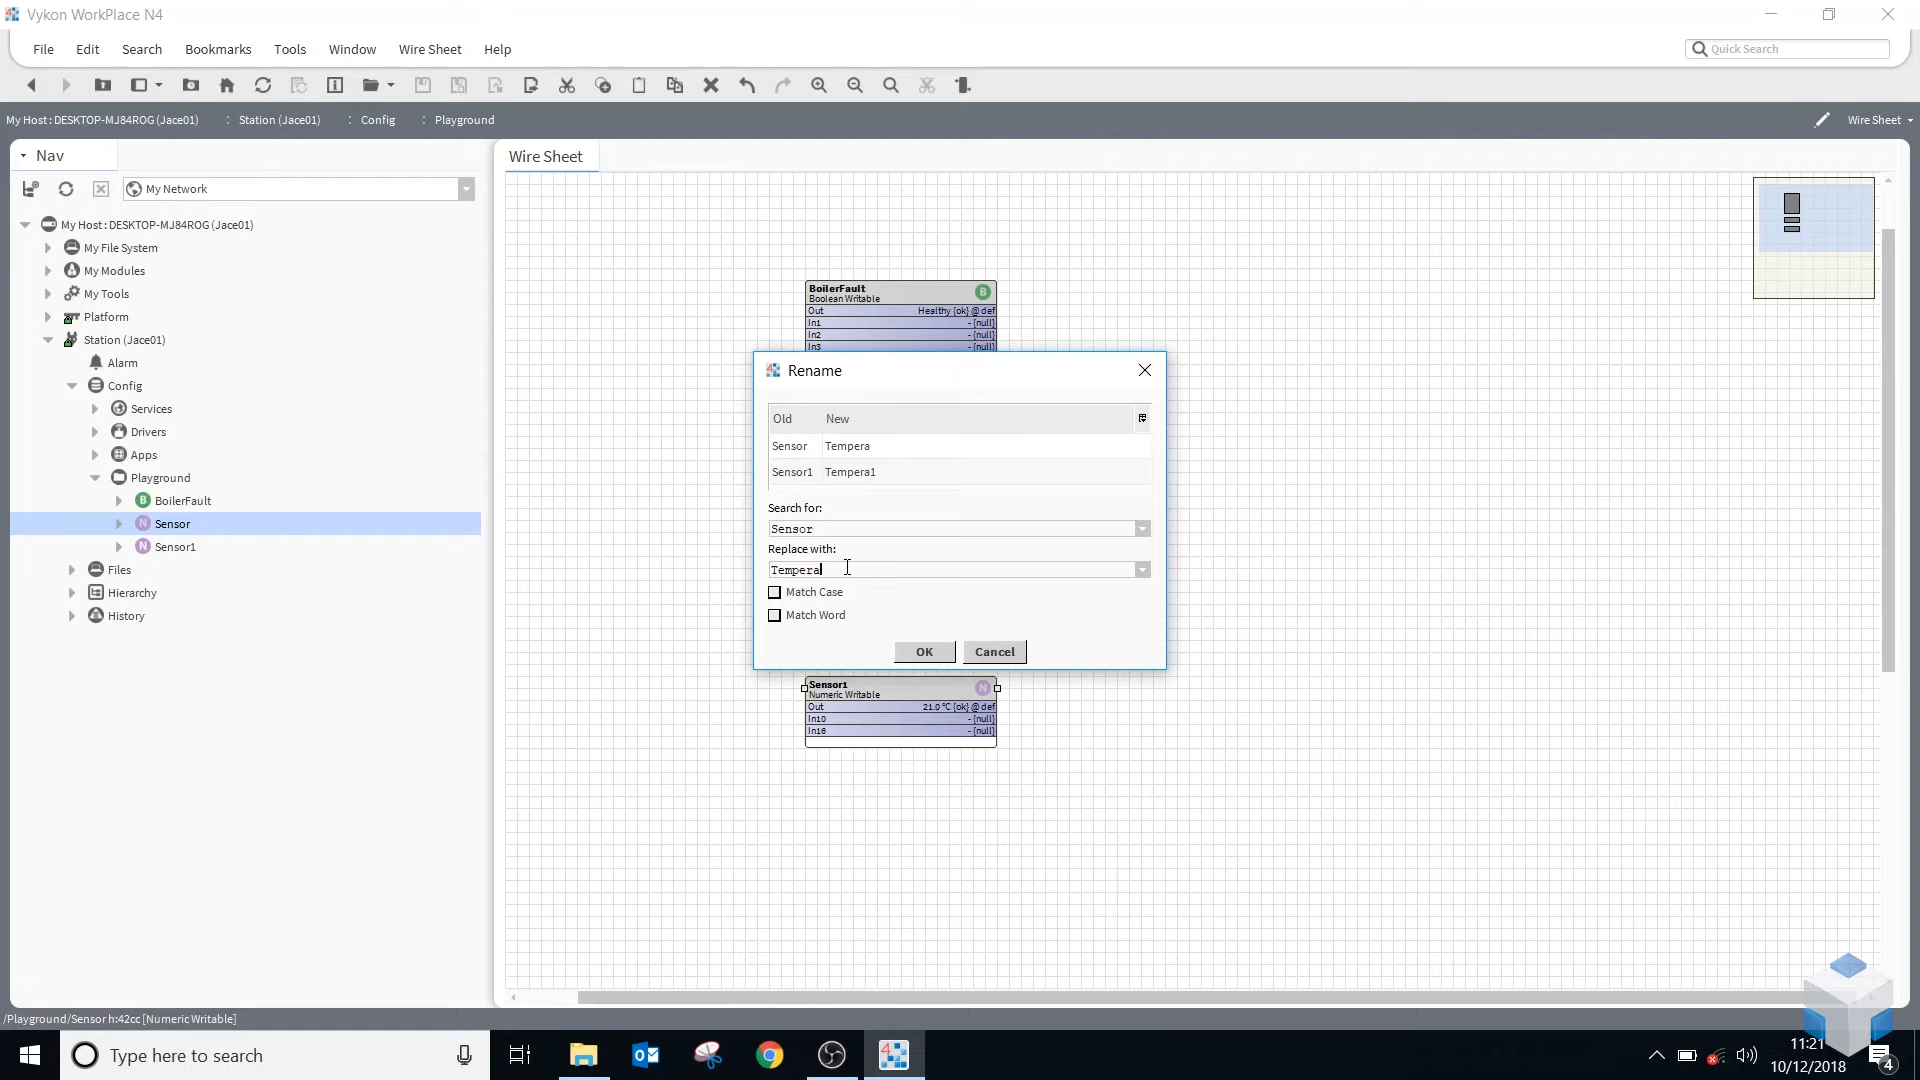 Vykon WorkPlace N4
File Edit Search Bookmarks Tools Window Wire Sheet Help
Quick Search
My Host : DESKTOP-MJ84ROG (Jace01) : Station (Jace01) : Config : Playground
Wire Sheet
Nav
My Network
My Host : DESKTOP-MJ84ROG (Jace01)
My File System
My Modules
My Tools
Platform
Station (Jace01)
Alarm
Config
Services
Drivers
Apps
Playground
B BoilerFault
N Sensor
N Sensor1
Files
Hierarchy
History
Wire Sheet
BoilerFault B
Boolean Writable
Out Healthy {ok} @ def
In1 - {null}
In2 - {null}
In3 - {null}
Rename
Old New
Sensor Tempera
Sensor1 Tempera1
Search for:
Sensor
Replace with:
Tempera
Match Case
Match Word
OK Cancel
Sensor1 N
Numeric Writable
Out 21.0 °C {ok} @ def
In10 - {null}
In16 - {null}
/Playground/Sensor h:42cc [Numeric Writable]
Type here to search
11:21
10/12/2018
4